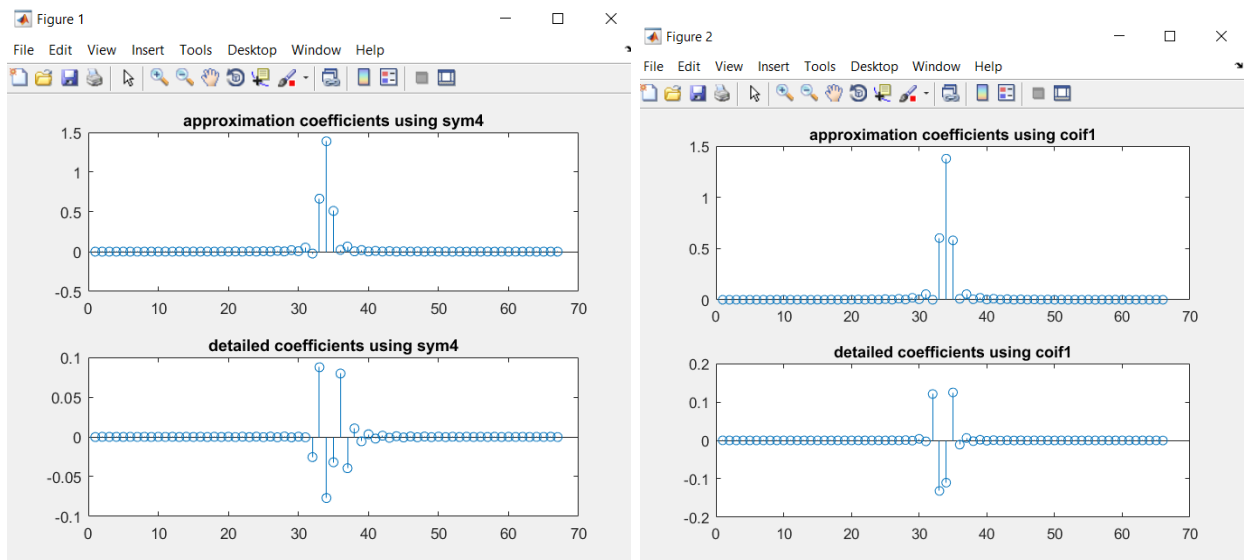 Figure 1
File Edit View Insert Tools Desktop Window Help
approximation coefficients using sym4
1.5
1
0.5
0
-0.5
0 10 20 30 40 50 60 70
detailed coefficients using sym4
0.1
0.05
0
-0.05
-0.1
0 10 20 30 40 50 60 70
Figure 2
File Edit View Insert Tools Desktop Window Help
approximation coefficients using coif1
1.5
1
0.5
0
0 10 20 30 40 50 60 70
detailed coefficients using coif1
0.2
0.1
0
-0.1
-0.2
0 10 20 30 40 50 60 70